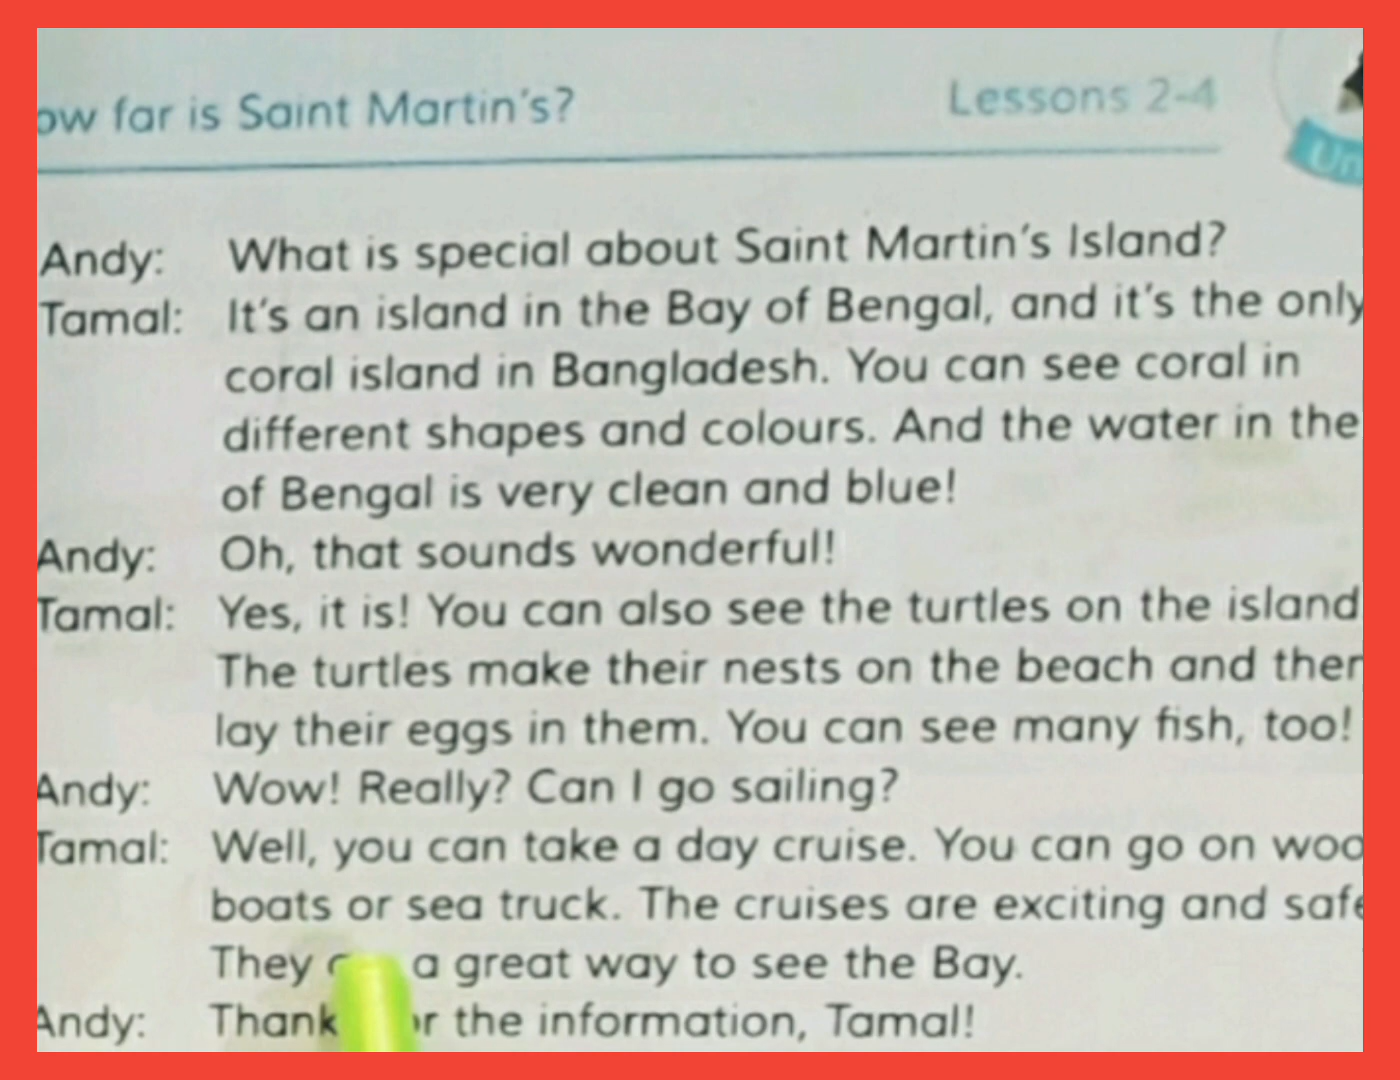 ow far is Saint Martin's?
Lessons 2-4
Un
Andy: What is special about Saint Martin's Island?
Tamal: It's an island in the Bay of Bengal, and it's the only
coral island in Bangladesh. You can see coral in
different shapes and colours. And the water in the
of Bengal is very clean and blue!
Andy: Oh, that sounds wonderful!
Tamal: Yes, it is! You can also see the turtles on the island
The turtles make their nests on the beach and then
lay their eggs in them. You can see many fish, too!
Andy: Wow! Really? Can I go sailing?
Tamal: Well, you can take a day cruise. You can go on woo
boats or sea truck. The cruises are exciting and safe
They a great way to see the Bay.
Andy: Thank the information, Tamal!